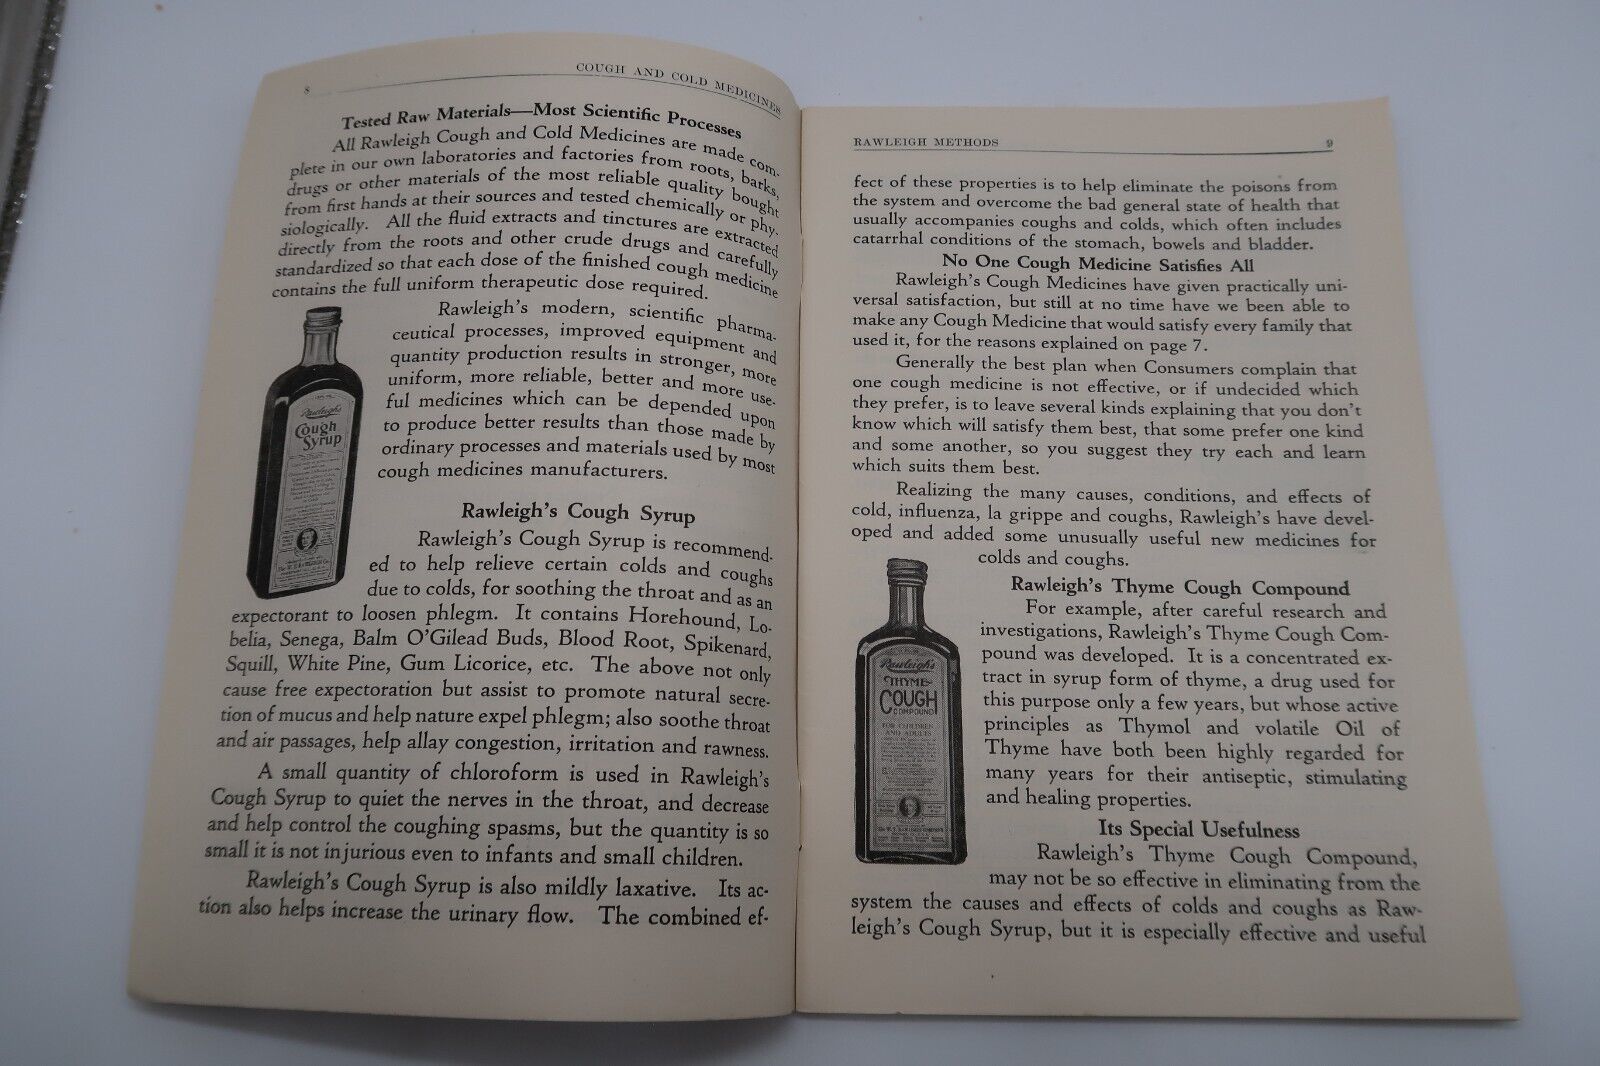 8
COUGH AND COLD MEDICINES
Tested Raw Materials—Most Scientific Processes
All Rawleigh Cough and Cold Medicines are made com-
plete in our own laboratories and factories from roots, barks,
drugs or other materials of the most reliable quality bought
from first hands at their sources and tested chemically or phy-
siologically. All the fluid extracts and tinctures are extracted
directly from the roots and other crude drugs and carefully
standardized so that each dose of the finished cough medicine
contains the full uniform therapeutic dose required.
Rawleigh's modern, scientific pharma-
ceutical processes, improved equipment and
quantity production results in stronger, more
uniform, more reliable, better and more use-
ful medicines which can be depended upon
to produce better results than those made by
ordinary processes and materials used by most
cough medicines manufacturers.
Rawleigh's
Cough
Syrup
Rawleigh's Cough Syrup
Rawleigh's Cough Syrup is recommend-
ed to help relieve certain colds and coughs
due to colds, for soothing the throat and as an
expectorant to loosen phlegm. It contains Horehound, Lo-
belia, Senega, Balm O'Gilead Buds, Blood Root, Spikenard,
Squill, White Pine, Gum Licorice, etc. The above not only
cause free expectoration but assist to promote natural secre-
tion of mucus and help nature expel phlegm; also soothe throat
and air passages, help allay congestion, irritation and rawness.
A small quantity of chloroform is used in Rawleigh's
Cough Syrup to quiet the nerves in the throat, and decrease
and help control the coughing spasms, but the quantity is so
small it is not injurious even to infants and small children.
Rawleigh's Cough Syrup is also mildly laxative. Its ac-
tion also helps increase the urinary flow. The combined ef-
RAWLEIGH METHODS
9
fect of these properties is to help eliminate the poisons from
the system and overcome the bad general state of health that
usually accompanies coughs and colds, which often includes
catarrhal conditions of the stomach, bowels and bladder.
No One Cough Medicine Satisfies All
Rawleigh's Cough Medicines have given practically uni-
versal satisfaction, but still at no time have we been able to
make any Cough Medicine that would satisfy every family that
used it, for the reasons explained on page 7.
Generally the best plan when Consumers complain that
one cough medicine is not effective, or if undecided which
they prefer, is to leave several kinds explaining that you don't
know which will satisfy them best, that some prefer one kind
and some another, so you suggest they try each and learn
which suits them best.
Realizing the many causes, conditions, and effects of
cold, influenza, la grippe and coughs, Rawleigh's have devel-
oped and added some unusually useful new medicines for
colds and coughs.
Rawleigh's Thyme Cough Compound
For example, after careful research and
investigations, Rawleigh's Thyme Cough Com-
pound was developed. It is a concentrated ex-
tract in syrup form of thyme, a drug used for
this purpose only a few years, but whose active
principles as Thymol and volatile Oil of
Thyme have both been highly regarded for
many years for their antiseptic, stimulating
and healing properties.
Rawleigh's
THYME
COUGH
COMPOUND
FOR CHILDREN
AND ADULTS
Its Special Usefulness
Rawleigh's Thyme Cough Compound,
may not be so effective in eliminating from the
system the causes and effects of colds and coughs as Raw-
leigh's Cough Syrup, but it is especially effective and useful